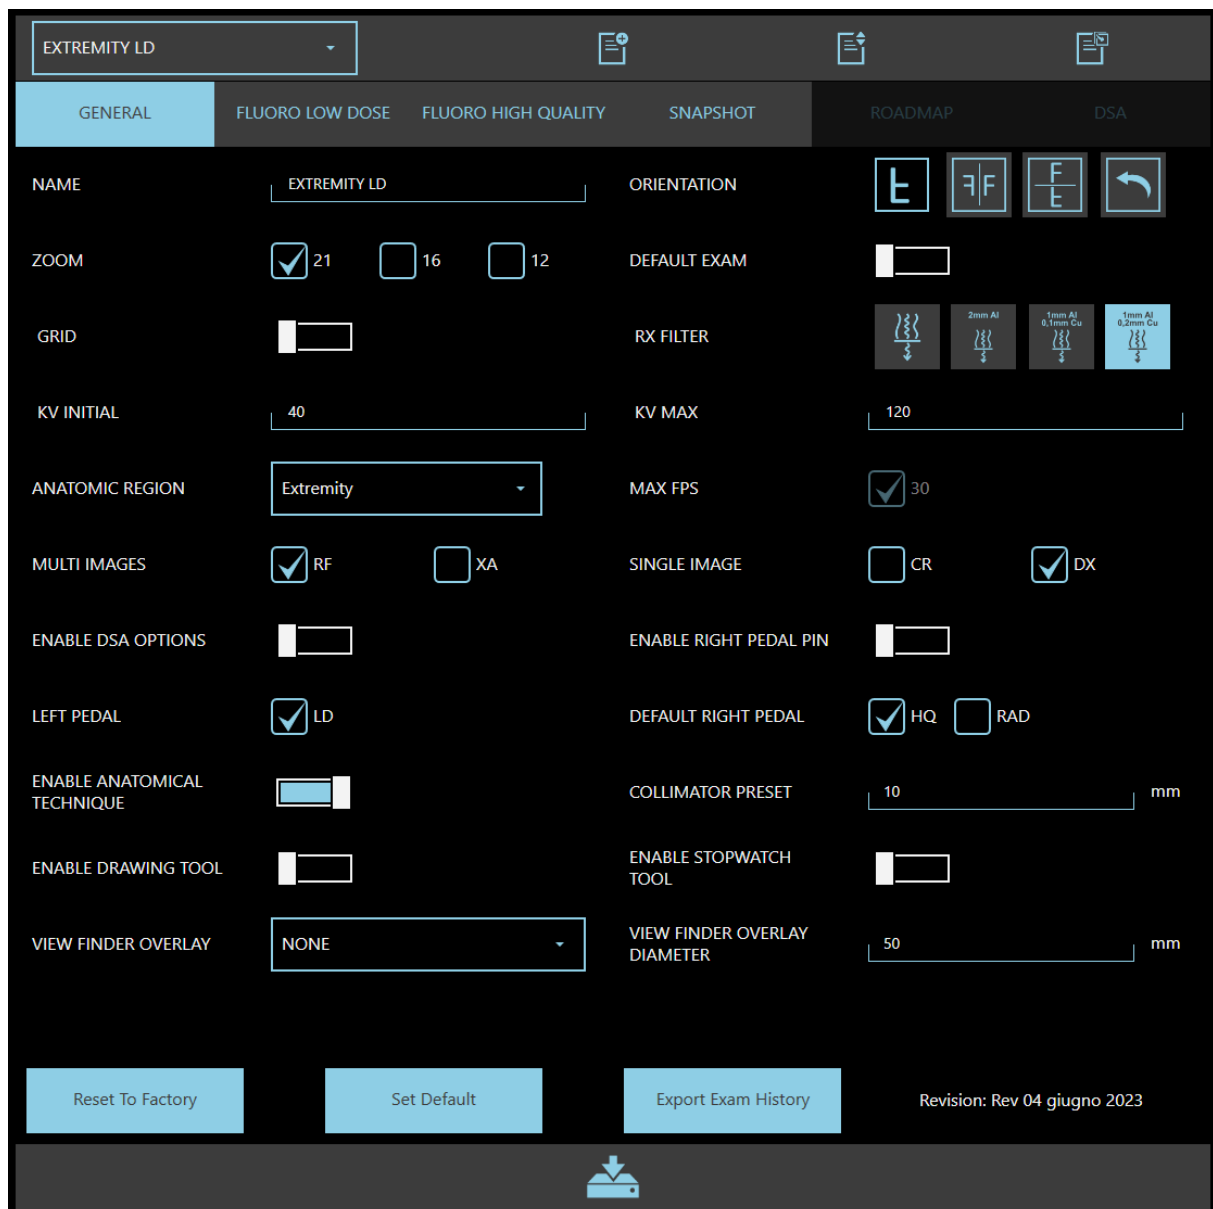 EXTREMITY LD
GENERAL FLUORO LOW DOSE FLUORO HIGH QUALITY SNAPSHOT ROADMAP DSA
NAME EXTREMITY LD ORIENTATION
ZOOM 21 16 12 DEFAULT EXAM
GRID RX FILTER 2mm Al 1mm Al 0,1mm Cu 1mm Al 0,2mm Cu
KV INITIAL 40 KV MAX 120
ANATOMIC REGION Extremity MAX FPS 30
MULTI IMAGES RF XA SINGLE IMAGE CR DX
ENABLE DSA OPTIONS ENABLE RIGHT PEDAL PIN
LEFT PEDAL LD DEFAULT RIGHT PEDAL HQ RAD
ENABLE ANATOMICAL
TECHNIQUE COLLIMATOR PRESET 10 mm
ENABLE DRAWING TOOL ENABLE STOPWATCH
TOOL
VIEW FINDER OVERLAY NONE VIEW FINDER OVERLAY
DIAMETER 50 mm
Reset To Factory Set Default Export Exam History Revision: Rev 04 giugno 2023